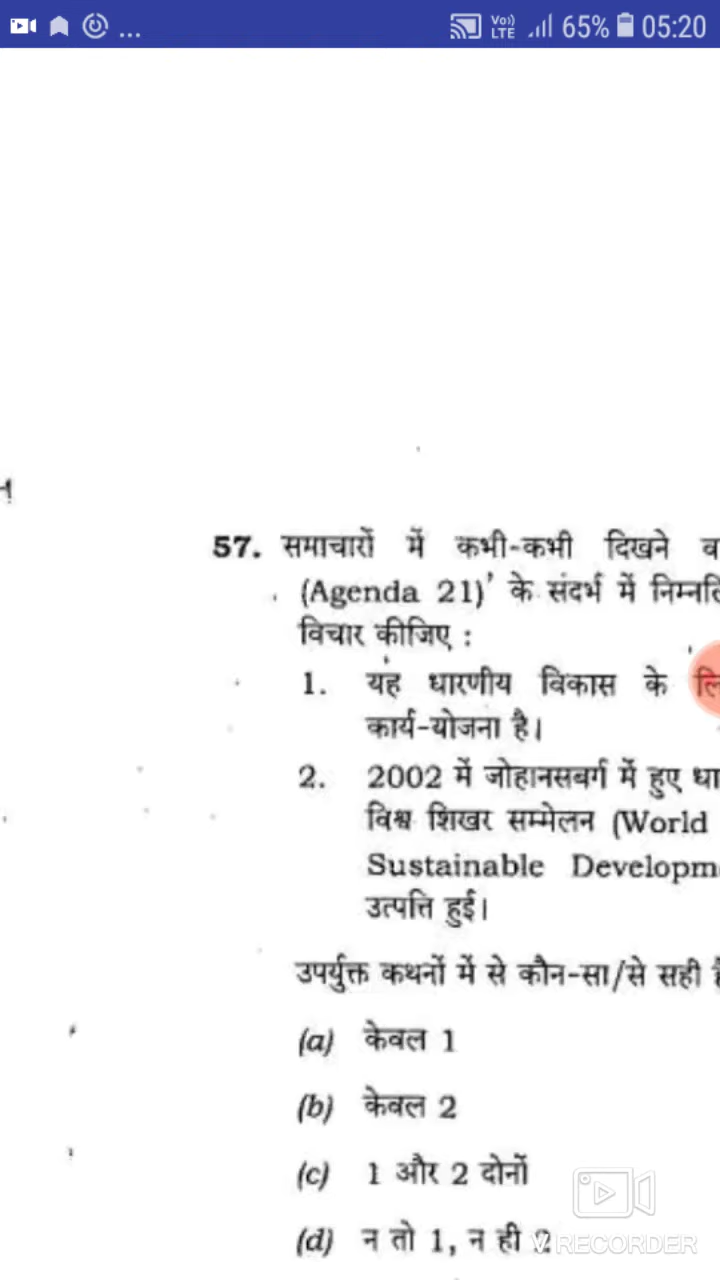 ... Vo)) LTE 65% 05:20
57. समाचारों में कभी-कभी दिखने
(Agenda 21)' के संदर्भ में
विचार कीजिए :
1. यह धारणीय विकास के
कार्य-योजना है।
2. 2002 में जोहानसबर्ग में हुए
विश्व शिखर सम्मेलन (World
Sustainable
उत्पत्ति हुई।
उपर्युक्त कथनों में से कौन-सा/से सही
(a) केवल 1
(b) केवल 2
(c) 1 और 2 दोनों
(d) न तो 1, न ही 2
V RECORDER